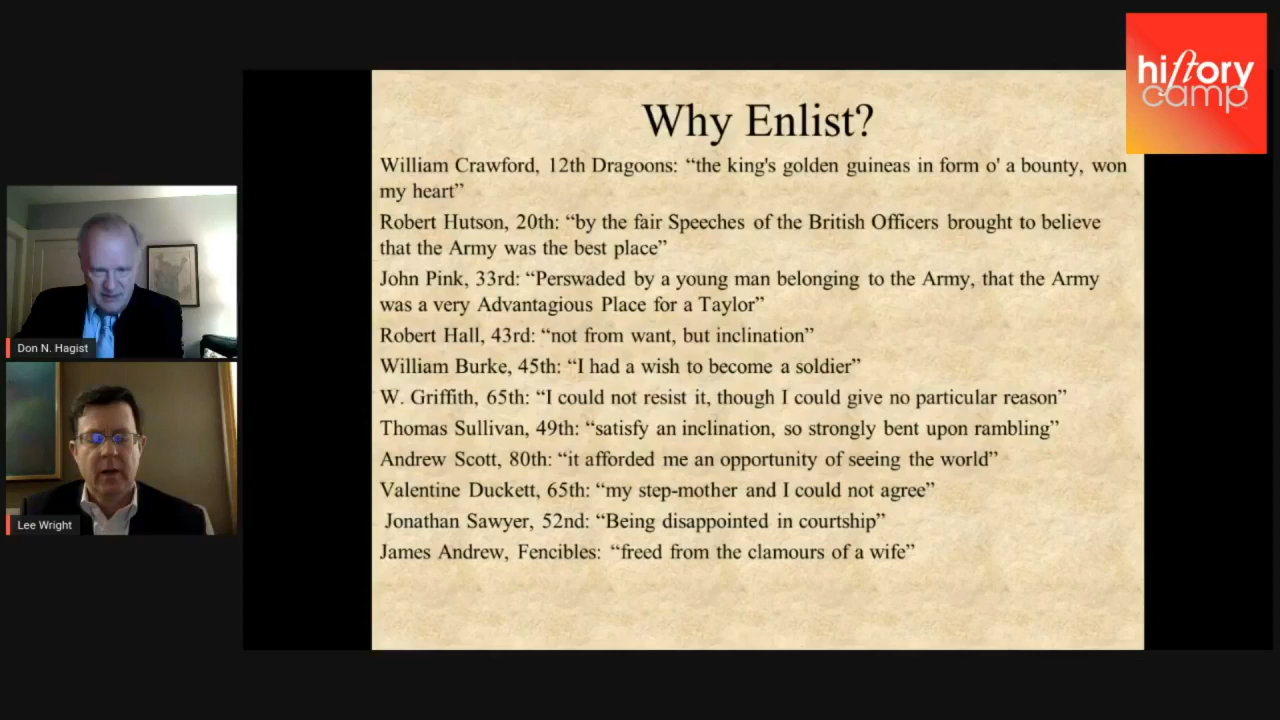 hiſtory
camp
Why Enlist?
William Crawford, 12th Dragoons: “the king's golden guineas in form o' a bounty, won
my heart”
Robert Hutson, 20th: “by the fair Speeches of the British Officers brought to believe
that the Army was the best place”
John Pink, 33rd: “Perswaded by a young man belonging to the Army, that the Army
was a very Advantagious Place for a Taylor”
Robert Hall, 43rd: “not from want, but inclination”
William Burke, 45th: “I had a wish to become a soldier”
W. Griffith, 65th: “I could not resist it, though I could give no particular reason”
Thomas Sullivan, 49th: “satisfy an inclination, so strongly bent upon rambling”
Andrew Scott, 80th: “it afforded me an opportunity of seeing the world”
Valentine Duckett, 65th: “my step-mother and I could not agree”
Jonathan Sawyer, 52nd: “Being disappointed in courtship”
James Andrew, Fencibles: “freed from the clamours of a wife”
Don N. Hagist
Lee Wright